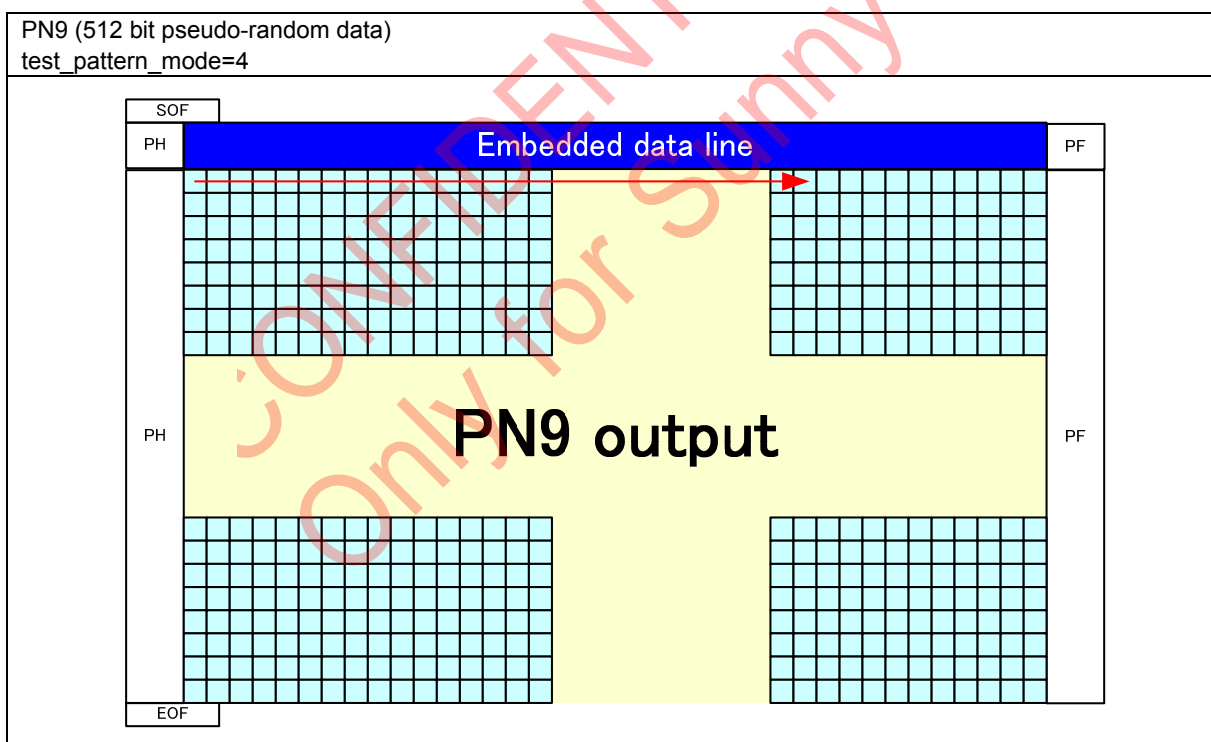 PN9 (512 bit pseudo-random data)
test_pattern_mode=4
SOF
PH
Embedded data line
PF
PH
PN9 output
PF
EOF
CONFIDENT
Only for Sunny